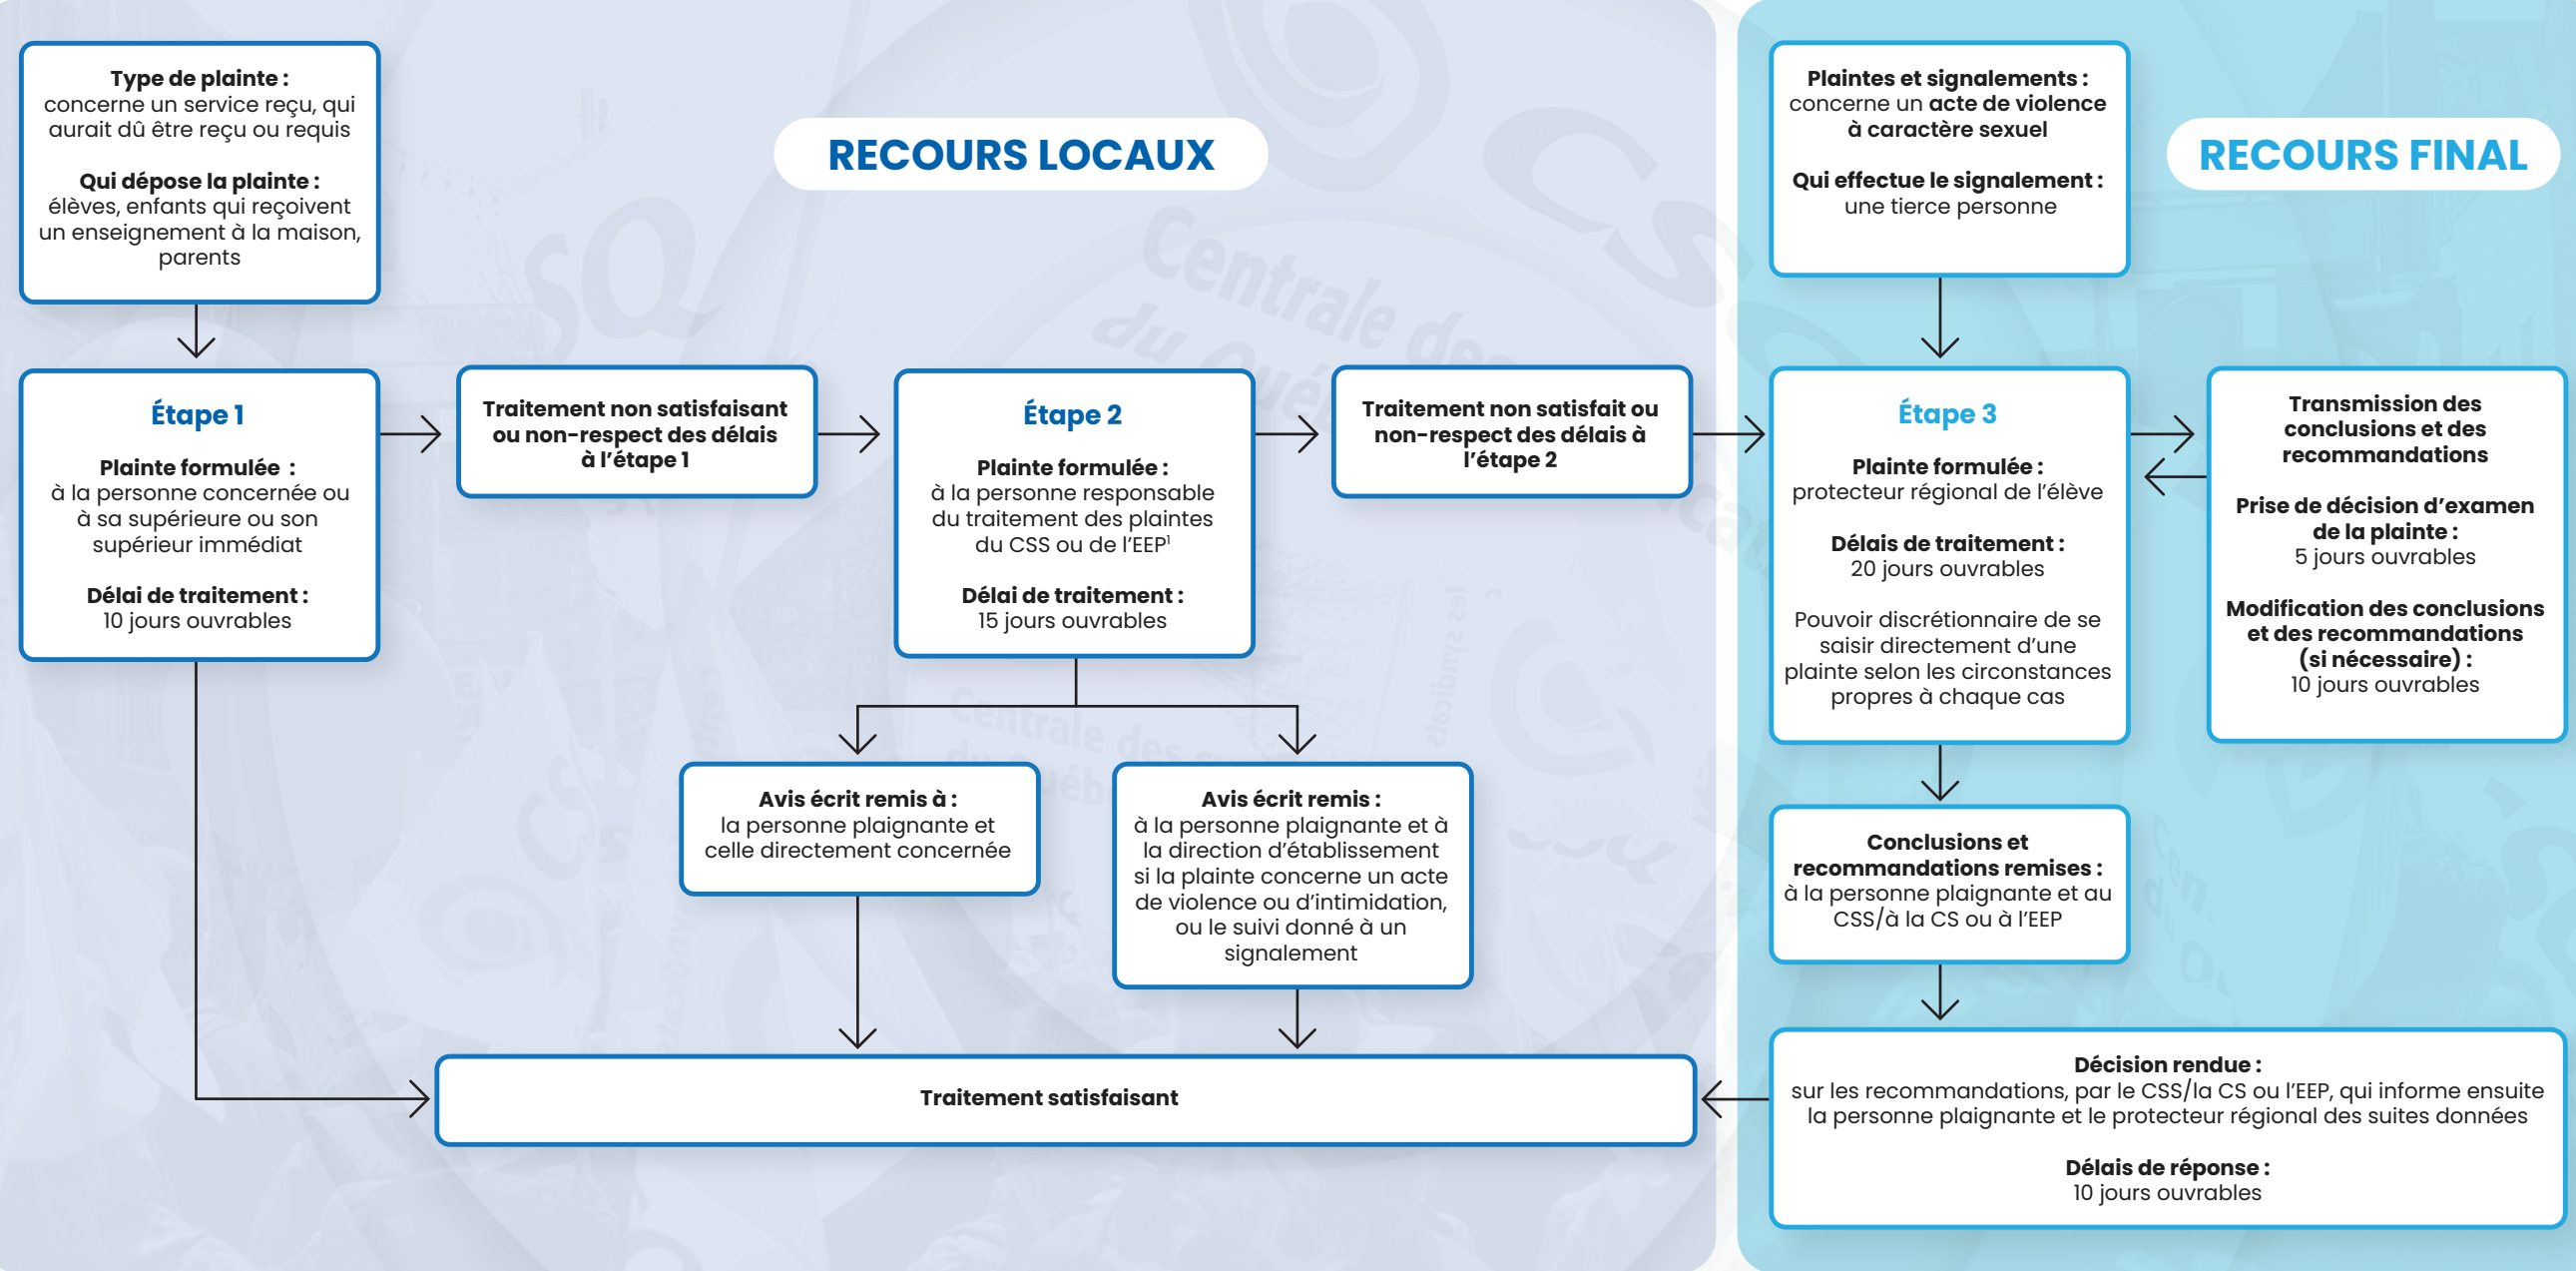 Type de plainte :
concerne un service reçu, qui
aurait dû être reçu ou requis
Qui dépose la plainte :
élèves, enfants qui reçoivent
un enseignement à la maison,
parents
RECOURS LOCAUX
Plaintes et signalements :
concerne un acte de violence
à caractère sexuel
Qui effectue le signalement :
une tierce personne
RECOURS FINAL
Étape 1
Plainte formulée :
à la personne concernée ou
à sa supérieure ou son
supérieur immédiat
Délai de traitement :
10 jours ouvrables
Traitement non satisfaisant
ou non-respect des délais
à l'étape 1
Étape 2
Plainte formulée :
à la personne responsable
du traitement des plaintes
du CSS ou de l'EEP¹
Délai de traitement :
15 jours ouvrables
Traitement non satisfait ou
non-respect des délais à
l'étape 2
Étape 3
Plainte formulée :
protecteur régional de l'élève
Délais de traitement :
20 jours ouvrables
Pouvoir discrétionnaire de se
saisir directement d'une
plainte selon les circonstances
propres à chaque cas
Transmission des
conclusions et des
recommandations
Prise de décision d'examen
de la plainte :
5 jours ouvrables
Modification des conclusions
et des recommandations
(si nécessaire) :
10 jours ouvrables
Avis écrit remis à :
la personne plaignante et
celle directement concernée
Avis écrit remis :
à la personne plaignante et à
la direction d'établissement
si la plainte concerne un acte
de violence ou d'intimidation,
ou le suivi donné à un
signalement
Conclusions et
recommandations remises :
à la personne plaignante et au
CSS/à la CS ou à l'EEP
Traitement satisfaisant
Décision rendue :
sur les recommandations, par le CSS/la CS ou l'EEP, qui informe ensuite
la personne plaignante et le protecteur régional des suites données
Délais de réponse :
10 jours ouvrables
SQ
CSQ
Centrale des
du Québec
les syndicats
Centrale des